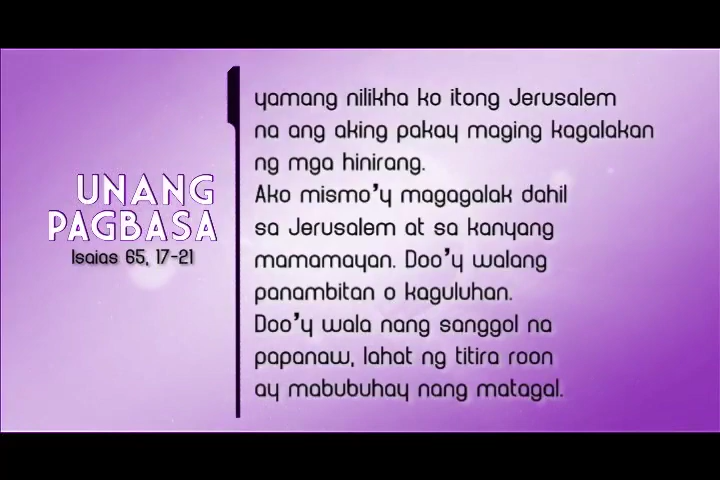 UNANG
PAGBASA
Isaias 65, 17-21
yamang nilikha ko itong Jerusalem
na ang aking pakay maging kagalakan
ng mga hinirang.
Ako mismo'y magagalak dahil
sa Jerusalem at sa kanyang
mamamayan. Doo'y walang
panambitan o kaguluhan.
Doo'y wala nang sanggol na
papanaw, lahat ng titira roon
ay mabubuhay nang matagal.